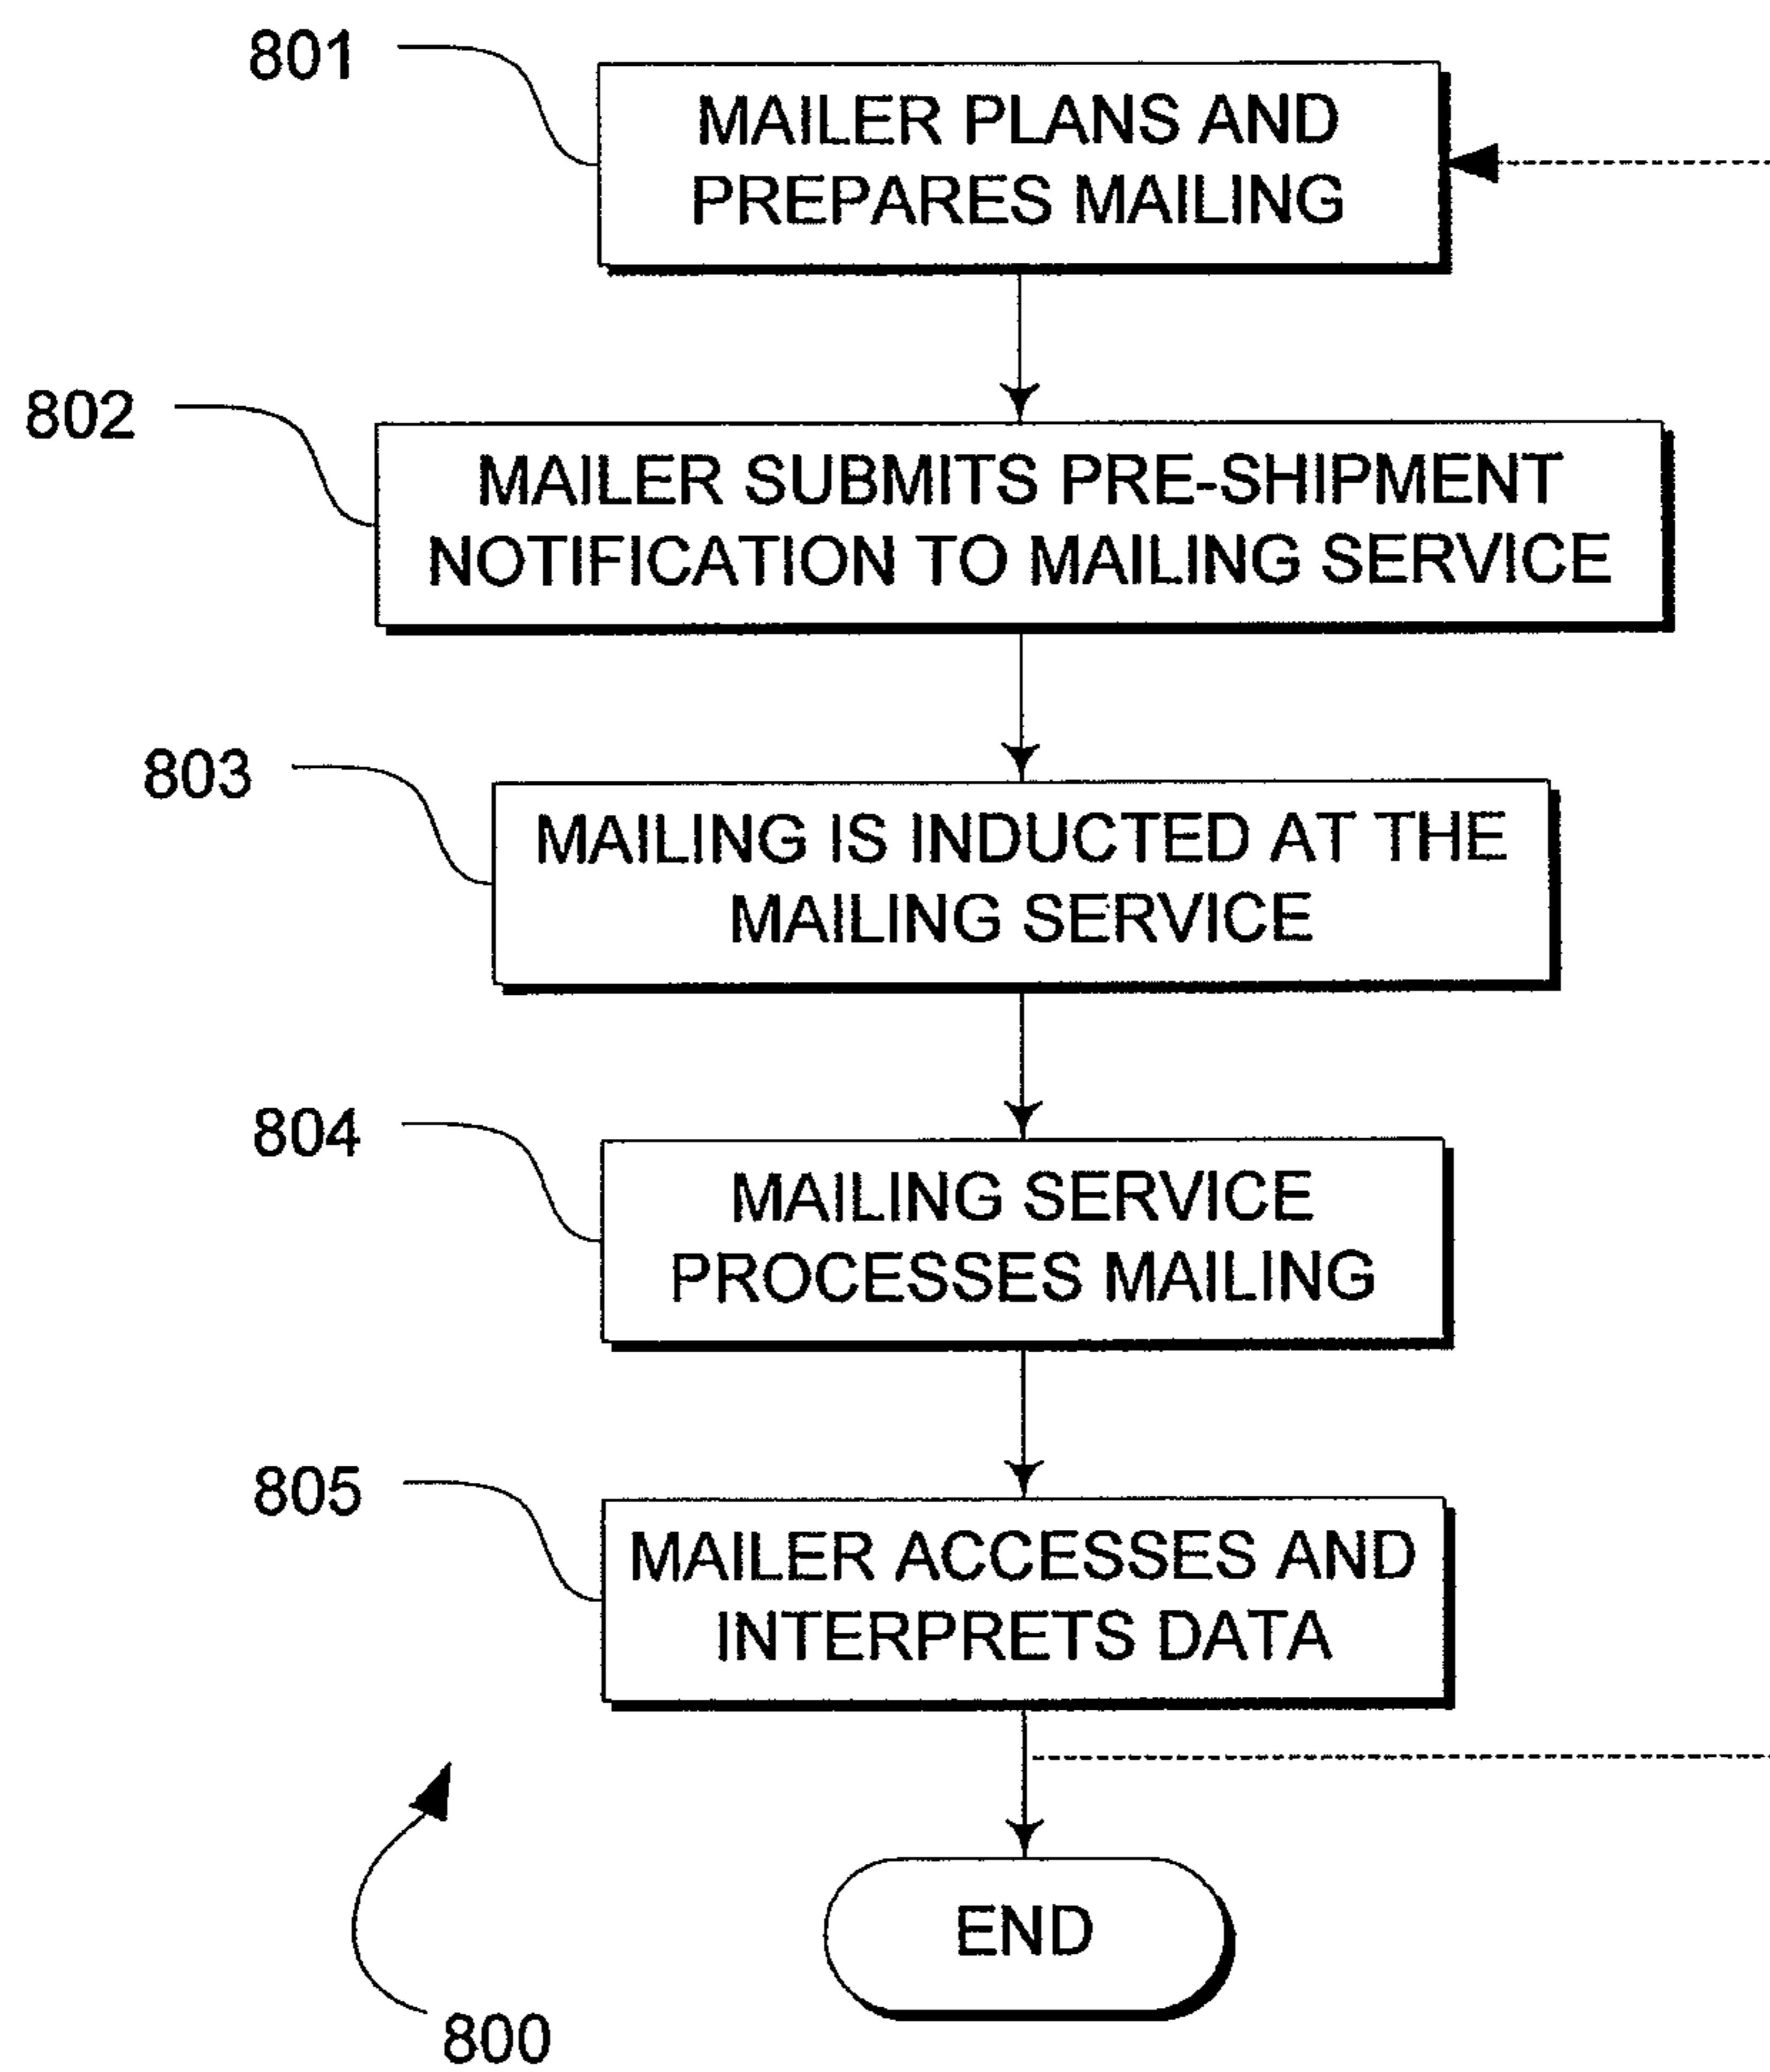 801
MAILER PLANS AND
PREPARES MAILING
802
MAILER SUBMITS PRE-SHIPMENT
NOTIFICATION TO MAILING SERVICE
803
MAILING IS INDUCTED AT THE
MAILING SERVICE
804
MAILING SERVICE
PROCESSES MAILING
805
MAILER ACCESSES AND
INTERPRETS DATA
END
800